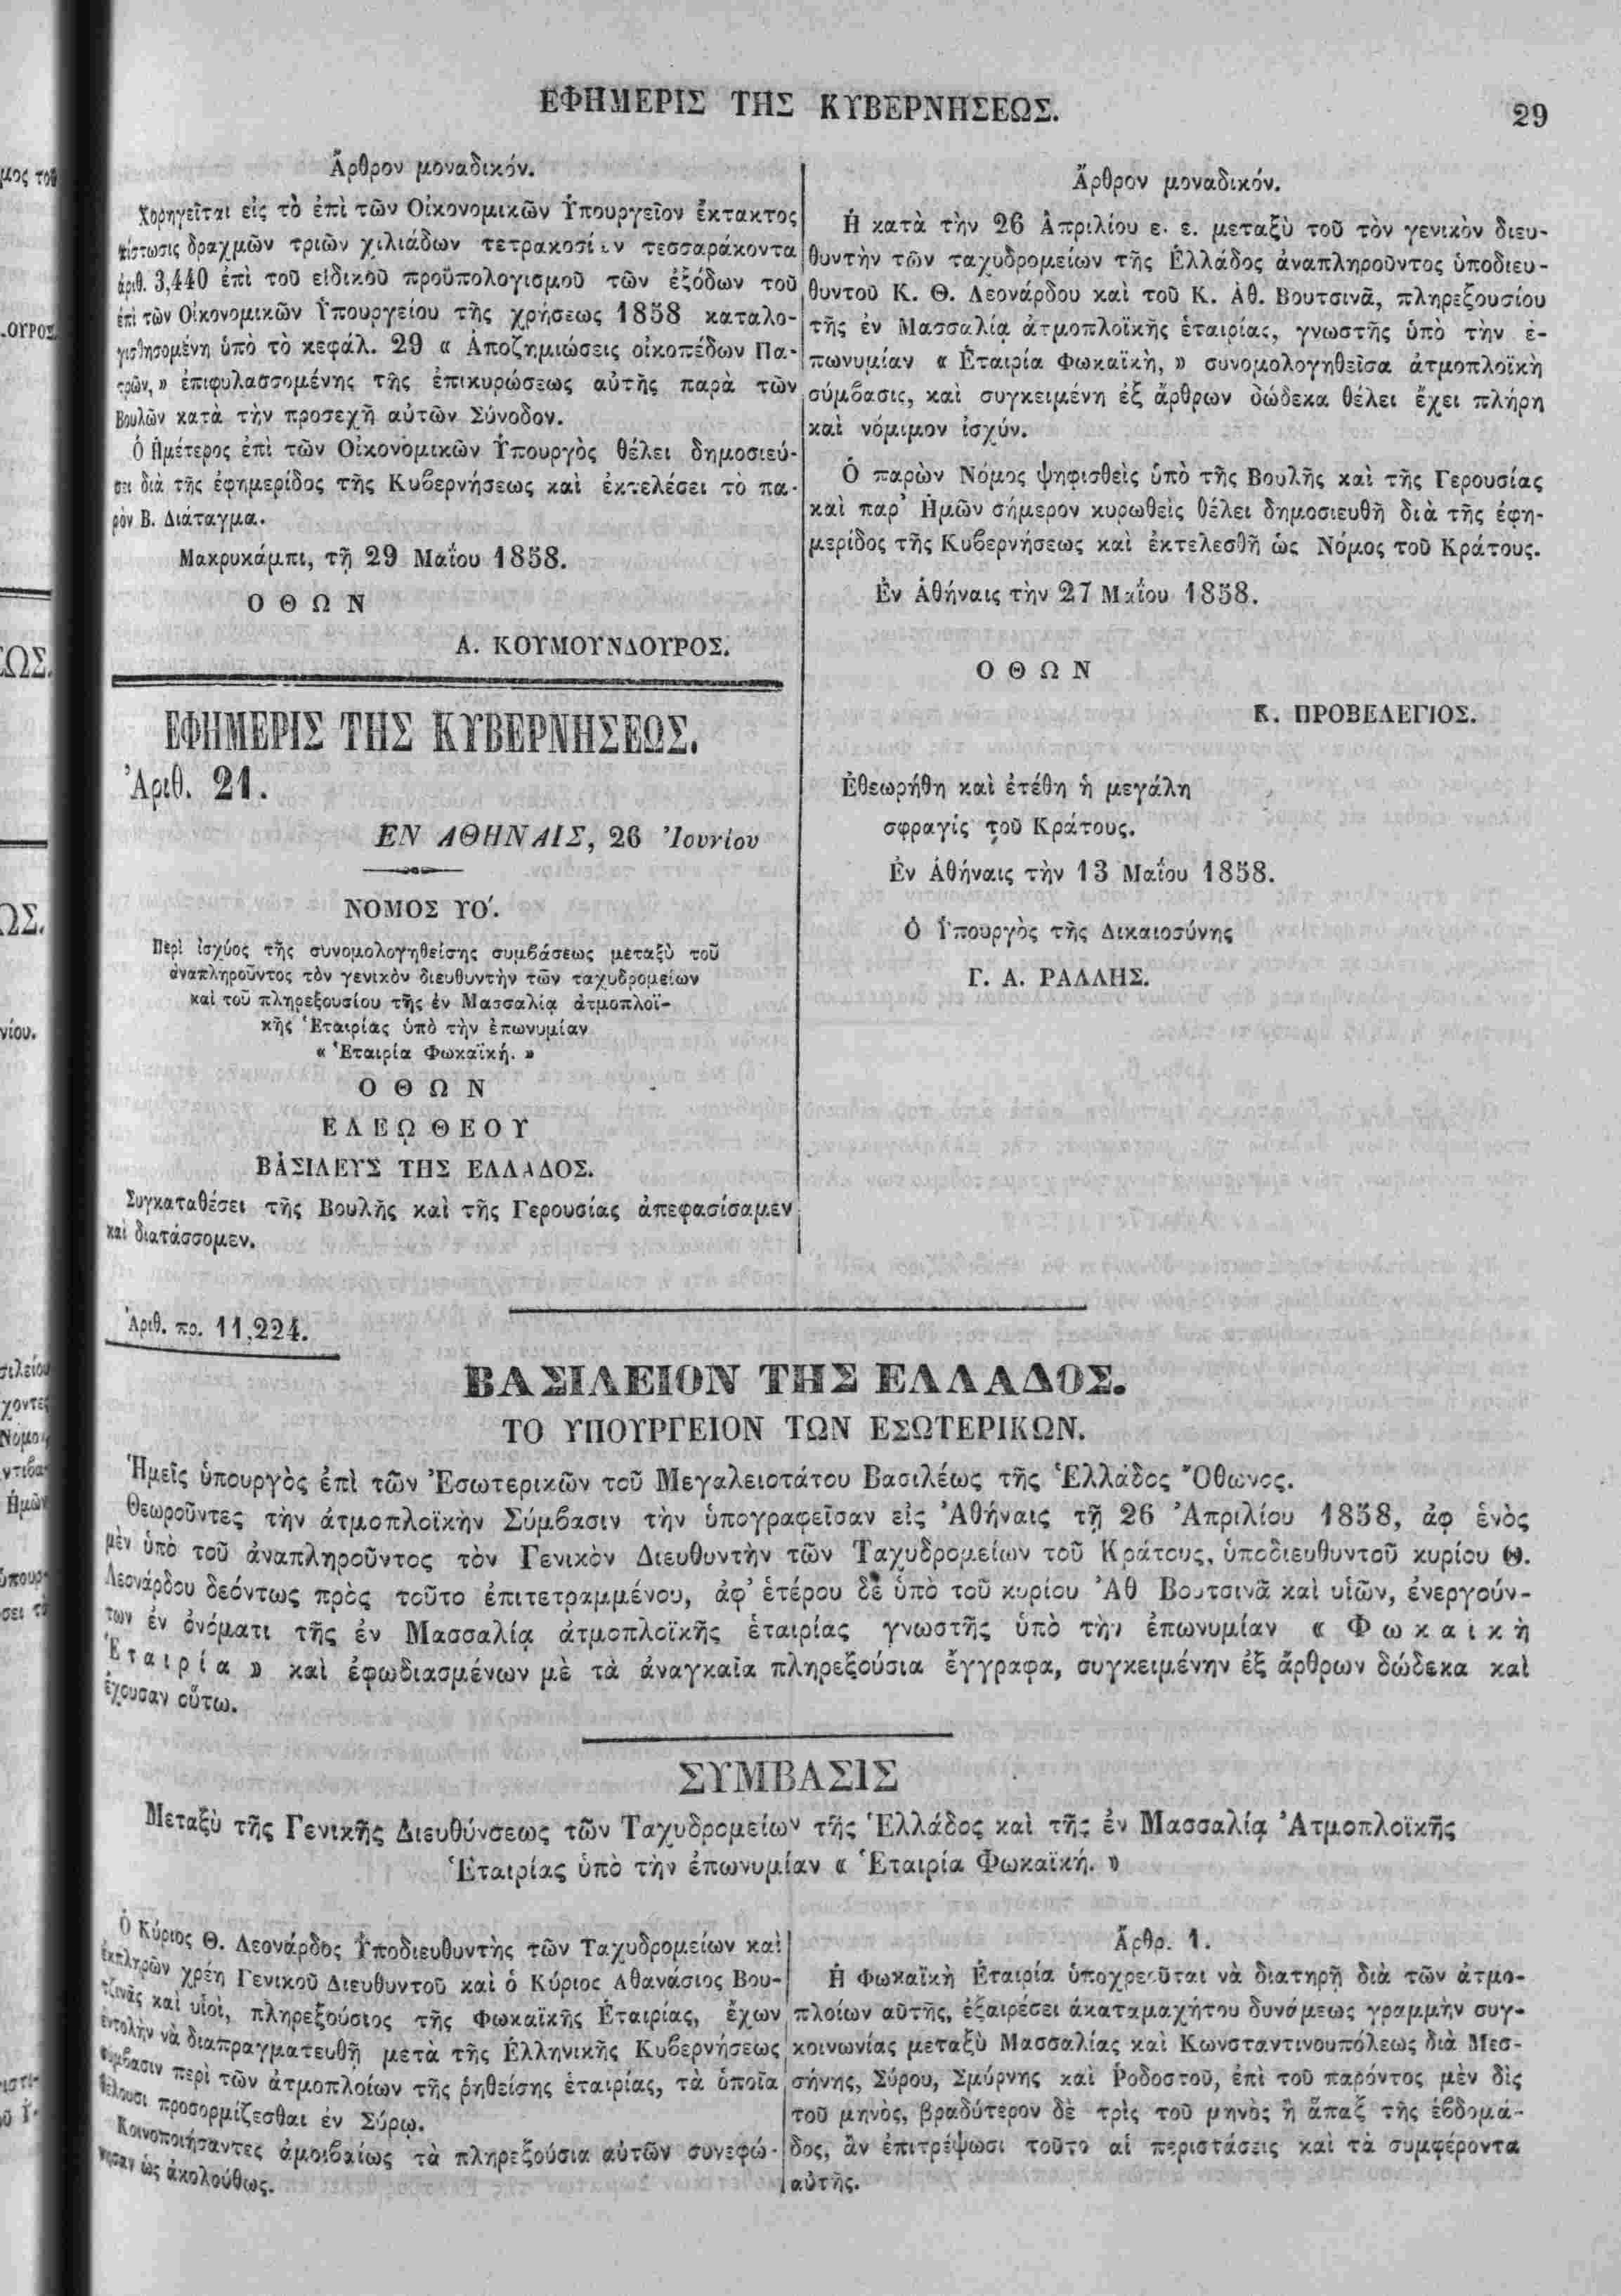 ΕΦΗΜΕΡΙΣ ΤΗΣ ΚΥΒΕΡΝΗΣΕΩΣ.
29
Ἄρθρον μοναδικόν.
Χορηγεῖται εἰς τὸ ἐπὶ τῶν Οἰκονομικῶν Ὑπουργεῖον ἔκτακτος
πίστωσις δραχμῶν τριῶν χιλιάδων τετρακοσίων τεσσαράκοντα
ἀριθ. 3,440 ἐπὶ τοῦ εἰδικοῦ προϋπολογισμοῦ τῶν ἐξόδων τοῦ
ἐπὶ τῶν Οἰκονομικῶν Ὑπουργείου τῆς χρήσεως 1858 καταλο-
γισθησομένη ὑπὸ τὸ κεφάλ. 29 « Ἀποζημιώσεις οἰκοπέδων Πα-
τρῶν, » ἐπιφυλασσομένης τῆς ἐπικυρώσεως αὐτῆς παρὰ τῶν
Βουλῶν κατὰ τὴν προσεχῆ αὐτῶν Σύνοδον.
Ὁ Ἡμέτερος ἐπὶ τῶν Οἰκονομικῶν Ὑπουργὸς θέλει δημοσιεύ-
σει διὰ τῆς ἐφημερίδος τῆς Κυβερνήσεως καὶ ἐκτελέσει τὸ πα-
ρὸν Β. Διάταγμα.
Μακρυκάμπι, τῇ 29 Μαΐου 1858.
ΟΘΩΝ
Α. ΚΟΥΜΟΥΝΔΟΥΡΟΣ.
ΕΦΗΜΕΡΙΣ ΤΗΣ ΚΥΒΕΡΝΗΣΕΩΣ.
Ἀριθ. 21.
ΕΝ ΑΘΗΝΑΙΣ, 26 Ἰουνίου
ΝΟΜΟΣ ΥΟ΄.
Περὶ ἰσχύος τῆς συνομολογηθείσης συμβάσεως μεταξὺ τοῦ
ἀναπληροῦντος τὸν γενικὸν διευθυντὴν τῶν ταχυδρομείων
καὶ τοῦ πληρεξουσίου τῆς ἐν Μασσαλίᾳ ἀτμοπλοϊ-
κῆς Ἑταιρίας ὑπὸ τὴν ἐπωνυμίαν
« Ἑταιρία Φωκαϊκή. »
ΟΘΩΝ
ΕΛΕῼ ΘΕΟΥ
ΒΑΣΙΛΕΥΣ ΤΗΣ ΕΛΛΑΔΟΣ.
Συγκαταθέσει τῆς Βουλῆς καὶ τῆς Γερουσίας ἀπεφασίσαμεν
καὶ διατάσσομεν.
Ἄρθρον μοναδικόν.
Ἡ κατὰ τὴν 26 Ἀπριλίου ε. ε. μεταξὺ τοῦ τὸν γενικὸν διευ-
θυντὴν τῶν ταχυδρομείων τῆς Ἑλλάδος ἀναπληροῦντος ὑποδιευ-
θυντοῦ Κ. Θ. Λεονάρδου καὶ τοῦ Κ. Ἀθ. Βουτσινᾶ, πληρεξουσίου
τῆς ἐν Μασσαλίᾳ ἀτμοπλοϊκῆς ἑταιρίας, γνωστῆς ὑπὸ τὴν ἐ-
πωνυμίαν « Ἑταιρία Φωκαϊκὴ, » συνομολογηθεῖσα ἀτμοπλοϊκὴ
σύμβασις, καὶ συγκειμένη ἐξ ἄρθρων δώδεκα θέλει ἔχει πλήρη
καὶ νόμιμον ἰσχύν.
Ὁ παρὼν Νόμος ψηφισθεὶς ὑπὸ τῆς Βουλῆς καὶ τῆς Γερουσίας
καὶ παρ’ Ἡμῶν σήμερον κυρωθεὶς θέλει δημοσιευθῆ διὰ τῆς ἐφη-
μερίδος τῆς Κυβερνήσεως καὶ ἐκτελεσθῆ ὡς Νόμος τοῦ Κράτους.
Ἐν Ἀθήναις τὴν 27 Μαΐου 1858.
ΟΘΩΝ
Κ. ΠΡΟΒΕΛΕΓΙΟΣ.
Ἐθεωρήθη καὶ ἐτέθη ἡ μεγάλη
σφραγὶς τοῦ Κράτους.
Ἐν Ἀθήναις τὴν 13 Μαΐου 1858.
Ὁ Ὑπουργὸς τῆς Δικαιοσύνης
Γ. Α. ΡΑΛΛΗΣ.
Ἀριθ. πρ. 11,224.
ΒΑΣΙΛΕΙΟΝ ΤΗΣ ΕΛΛΑΔΟΣ.
ΤΟ ΥΠΟΥΡΓΕΙΟΝ ΤΩΝ ΕΣΩΤΕΡΙΚΩΝ.
Ἡμεῖς ὑπουργὸς ἐπὶ τῶν Ἐσωτερικῶν τοῦ Μεγαλειοτάτου Βασιλέως τῆς Ἑλλάδος Ὄθωνος.
Θεωροῦντες τὴν ἀτμοπλοϊκὴν Σύμβασιν τὴν ὑπογραφεῖσαν εἰς Ἀθήναις τῇ 26 Ἀπριλίου 1858, ἀφ ἑνὸς
μὲν ὑπὸ τοῦ ἀναπληροῦντος τὸν Γενικὸν Διευθυντὴν τῶν Ταχυδρομείων τοῦ Κράτους, ὑποδιευθυντοῦ κυρίου Θ.
Λεονάρδου δεόντως πρὸς τοῦτο ἐπιτετραμμένου, ἀφ’ ἑτέρου δὲ ὑπὸ τοῦ κυρίου Ἀθ Βουτσινᾶ καὶ υἱῶν, ἐνεργούν-
των ἐν ὀνόματι τῆς ἐν Μασσαλίᾳ ἀτμοπλοϊκῆς ἑταιρίας γνωστῆς ὑπὸ τὴν ἐπωνυμίαν « Φωκαϊκὴ
Ἑταιρία » καὶ ἐφωδιασμένων μὲ τὰ ἀναγκαῖα πληρεξούσια ἔγγραφα, συγκειμένην ἐξ ἄρθρων δώδεκα καὶ
ἔχουσαν οὕτω.
ΣΥΜΒΑΣΙΣ
Μεταξὺ τῆς Γενικῆς Διευθύνσεως τῶν Ταχυδρομείων τῆς Ἑλλάδος καὶ τῆς ἐν Μασσαλίᾳ Ἀτμοπλοϊκῆς
Ἑταιρίας ὑπὸ τὴν ἐπωνυμίαν « Ἑταιρία Φωκαϊκή. »
Ὁ Κύριος Θ. Λεονάρδος Ὑποδιευθυντὴς τῶν Ταχυδρομείων καὶ
ἐκπληρῶν χρέη Γενικοῦ Διευθυντοῦ καὶ ὁ Κύριος Ἀθανάσιος Βου-
τζινᾶς καὶ υἱοὶ, πληρεξούσιος τῆς Φωκαϊκῆς Ἑταιρίας, ἔχων
ἐντολὴν νὰ διαπραγματευθῆ μετὰ τῆς Ἑλληνικῆς Κυβερνήσεως
σύμβασιν περὶ τῶν ἀτμοπλοίων τῆς ῥηθείσης ἑταιρίας, τὰ ὁποῖα
θέλουσι προσορμίζεσθαι ἐν Σύρῳ.
Κοινοποιήσαντες ἀμοιβαίως τὰ πληρεξούσια αὐτῶν συνεφώ-
νησαν ὡς ἀκολούθως.
Ἄρθρ. 1.
Ἡ Φωκαϊκὴ Ἑταιρία ὑποχρεοῦται νὰ διατηρῇ διὰ τῶν ἀτμο-
πλοίων αὐτῆς, ἐξαιρέσει ἀκαταμαχήτου δυνάμεως γραμμὴν συγ-
κοινωνίας μεταξὺ Μασσαλίας καὶ Κωνσταντινουπόλεως διὰ Μεσ-
σήνης, Σύρου, Σμύρνης καὶ Ῥοδοστοῦ, ἐπὶ τοῦ παρόντος μὲν δὶς
τοῦ μηνὸς, βραδύτερον δὲ τρὶς τοῦ μηνὸς ἢ ἅπαξ τῆς ἑβδομά-
δος, ἂν ἐπιτρέψωσι τοῦτο αἱ περιστάσεις καὶ τὰ συμφέροντα
αὐτῆς.